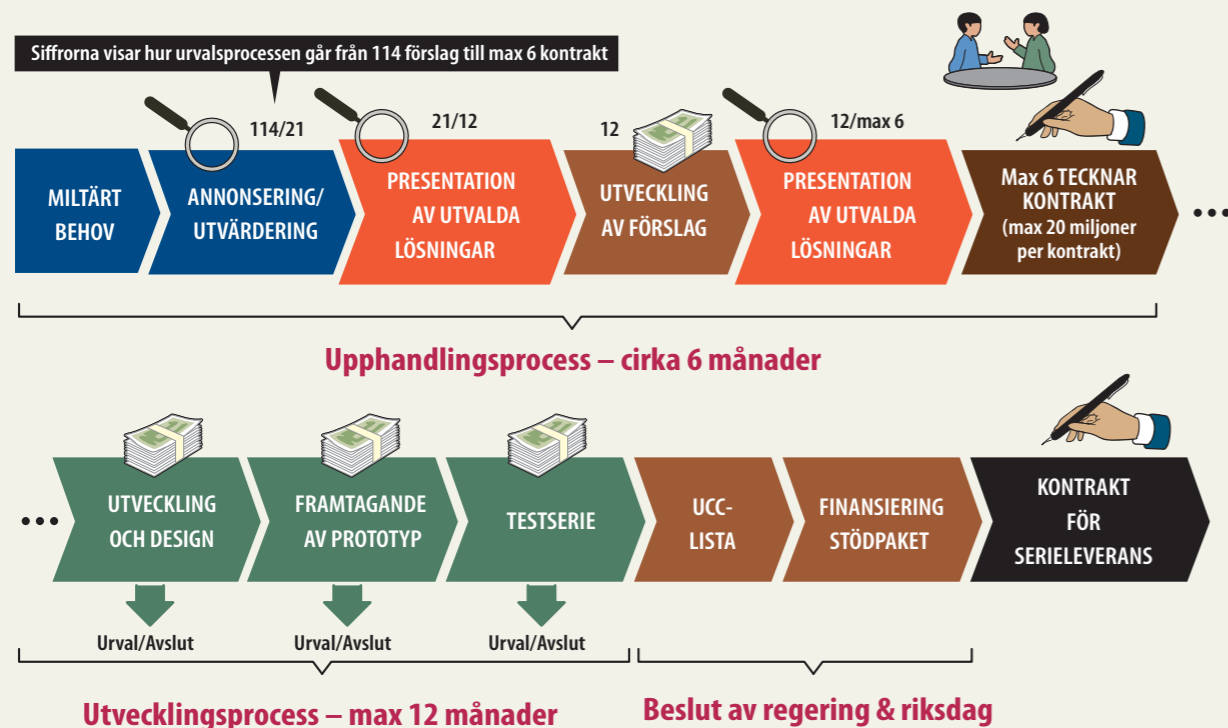 Siffrorna visar hur urvalsprocessen går från 114 förslag till max 6 kontrakt
114/21
21/12
12
12/max 6
MILTÄRT
BEHOV
ANNONSERING/
UTVÄRDERING
PRESENTATION
AV UTVALDA
LÖSNINGAR
UTVECKLING
AV FÖRSLAG
PRESENTATION
AV UTVALDA
LÖSNINGAR
Max 6 TECKNAR
KONTRAKT
(max 20 miljoner
per kontrakt)
...
Upphandlingsprocess – cirka 6 månader
...
UTVECKLING
OCH DESIGN
FRAMTAGANDE
AV PROTOTYP
TESTSERIE
UCC-
LISTA
FINANSIERING
STÖDPAKET
KONTRAKT
FÖR
SERIELEVERANS
Urval/Avslut
Urval/Avslut
Urval/Avslut
Utvecklingsprocess – max 12 månader
Beslut av regering & riksdag